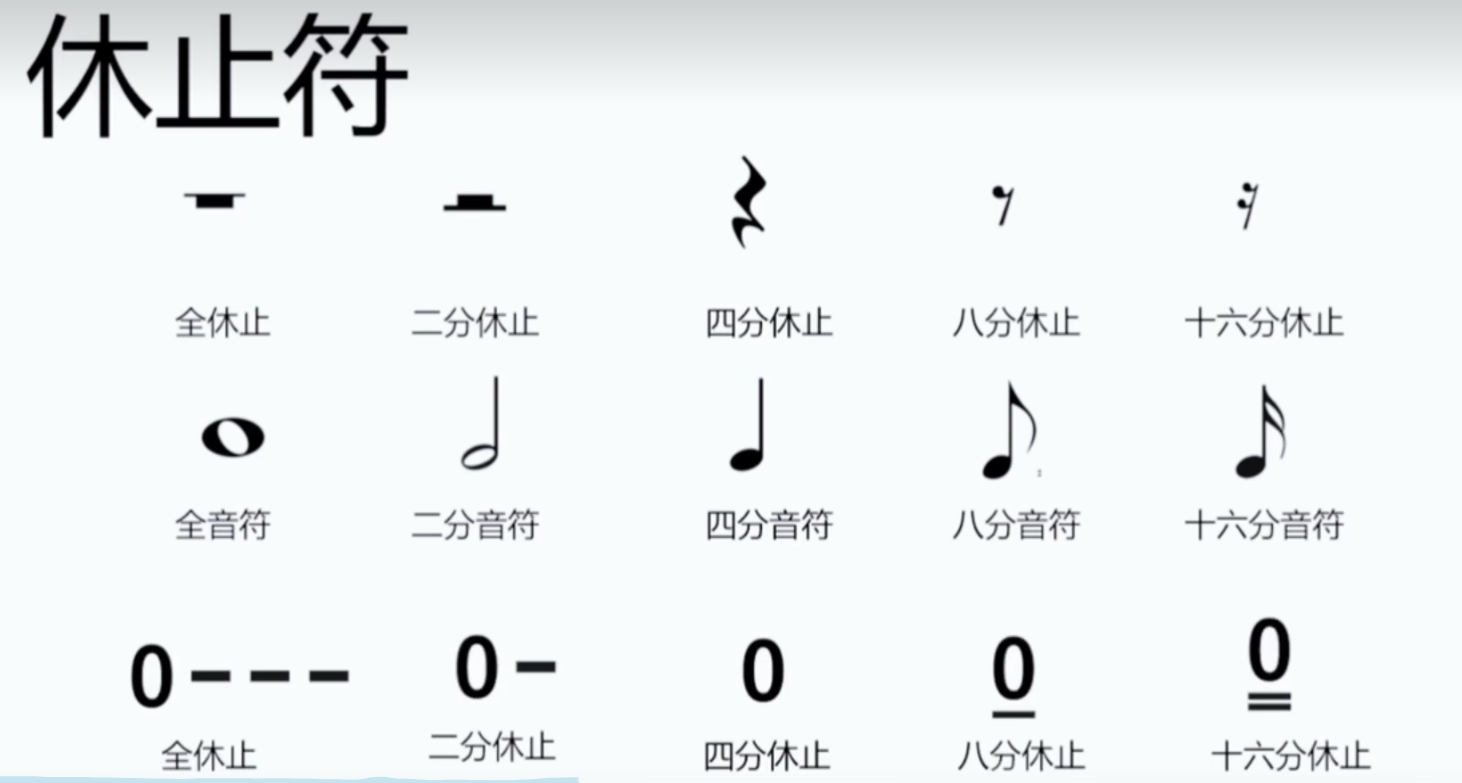 休止符
全休止 二分休止 四分休止 八分休止 十六分休止
全音符 二分音符 四分音符 八分音符 十六分音符
0 - - - 0 - 0 0 0
全休止 二分休止 四分休止 八分休止 十六分休止